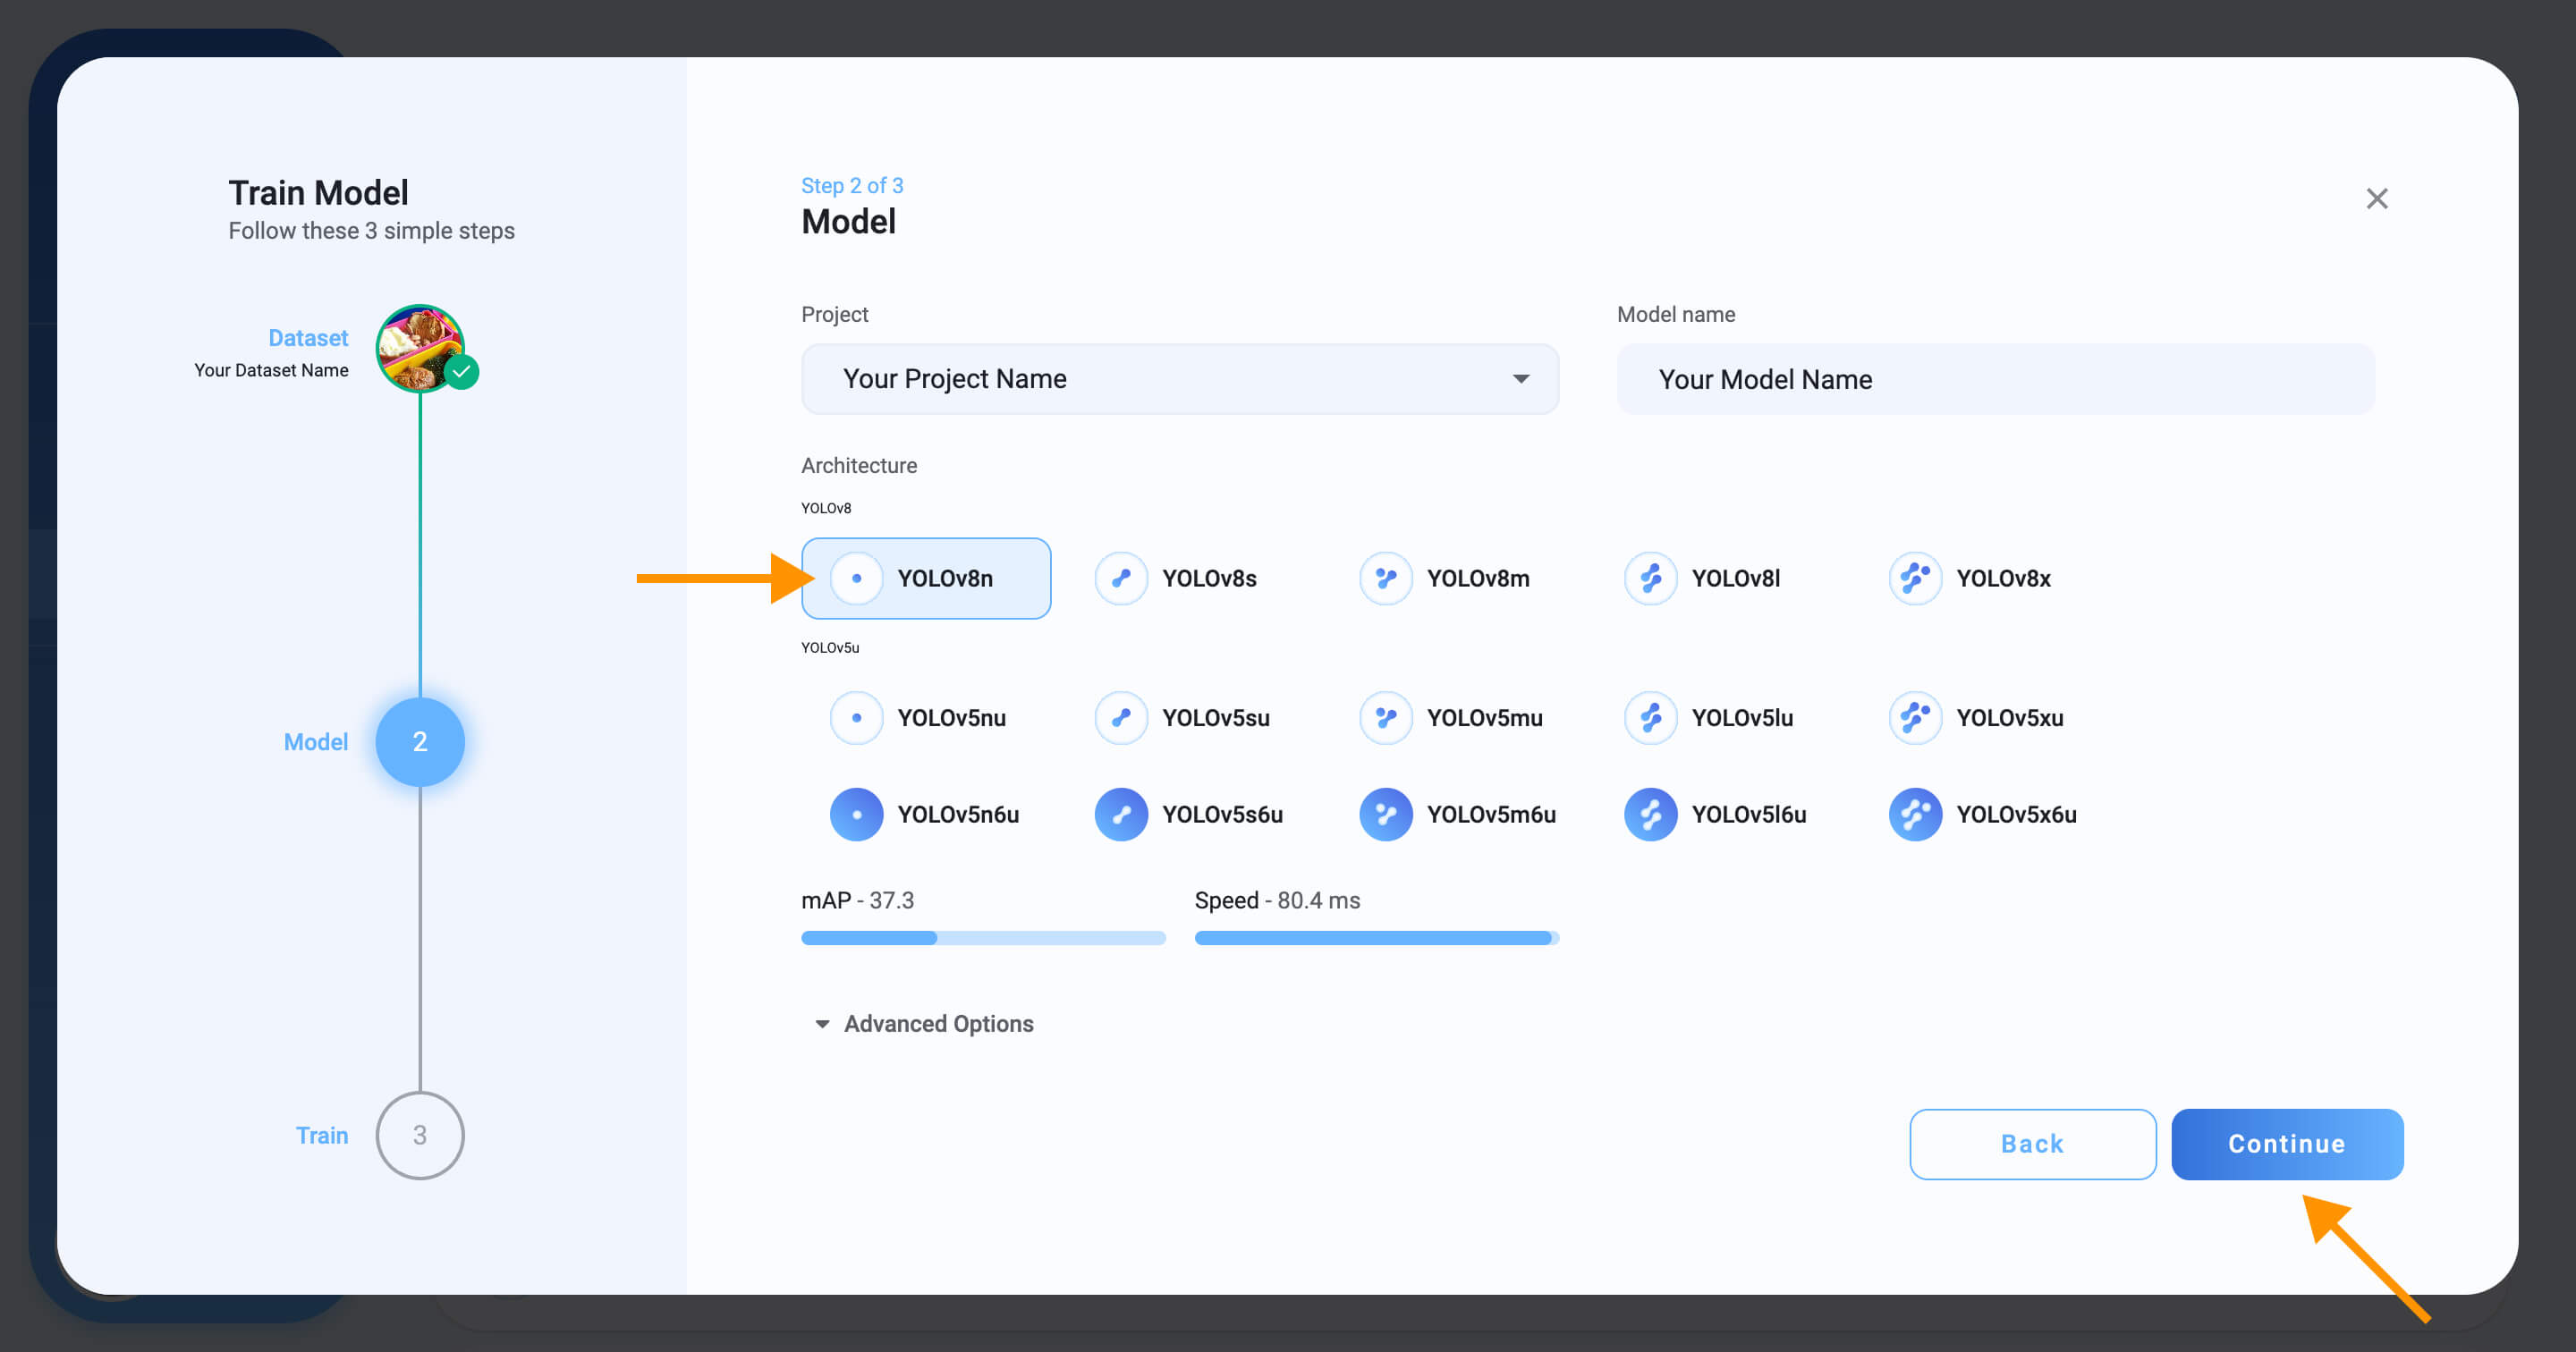 Train Model
Follow these 3 simple steps
Dataset
Your Dataset Name
Model
2
Train
3
Step 2 of 3
Model
Project
Model name
Your Project Name
Your Model Name
Architecture
YOLOv8
YOLOv8n YOLOv8s YOLOv8m YOLOv8l YOLOv8x
YOLOv5u
YOLOv5nu YOLOv5su YOLOv5mu YOLOv5lu YOLOv5xu
YOLOv5n6u YOLOv5s6u YOLOv5m6u YOLOv5l6u YOLOv5x6u
mAP - 37.3 Speed - 80.4 ms
Advanced Options
Back Continue